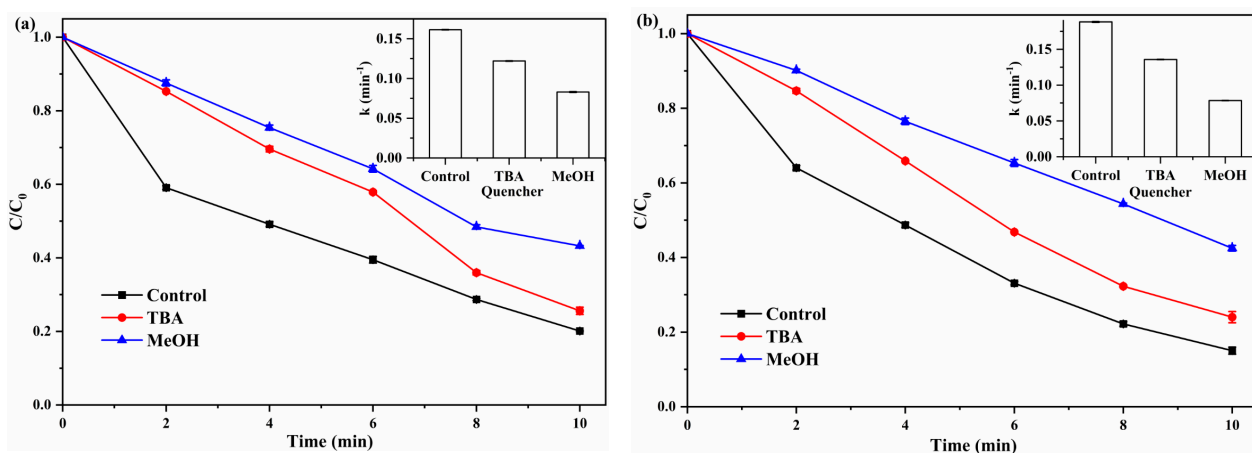 (a)
1.0
0.8
0.6
0.4
0.2
0.0
C/C0
0
2
4
6
8
10
Time (min)
Control
TBA
MeOH
0.15
0.10
0.05
0.00
k (min-1)
Control
TBA
MeOH
Quencher
(b)
1.0
0.8
0.6
0.4
0.2
0.0
C/C0
0
2
4
6
8
10
Time (min)
Control
TBA
MeOH
0.15
0.10
0.05
0.00
k (min-1)
Control
TBA
MeOH
Quencher